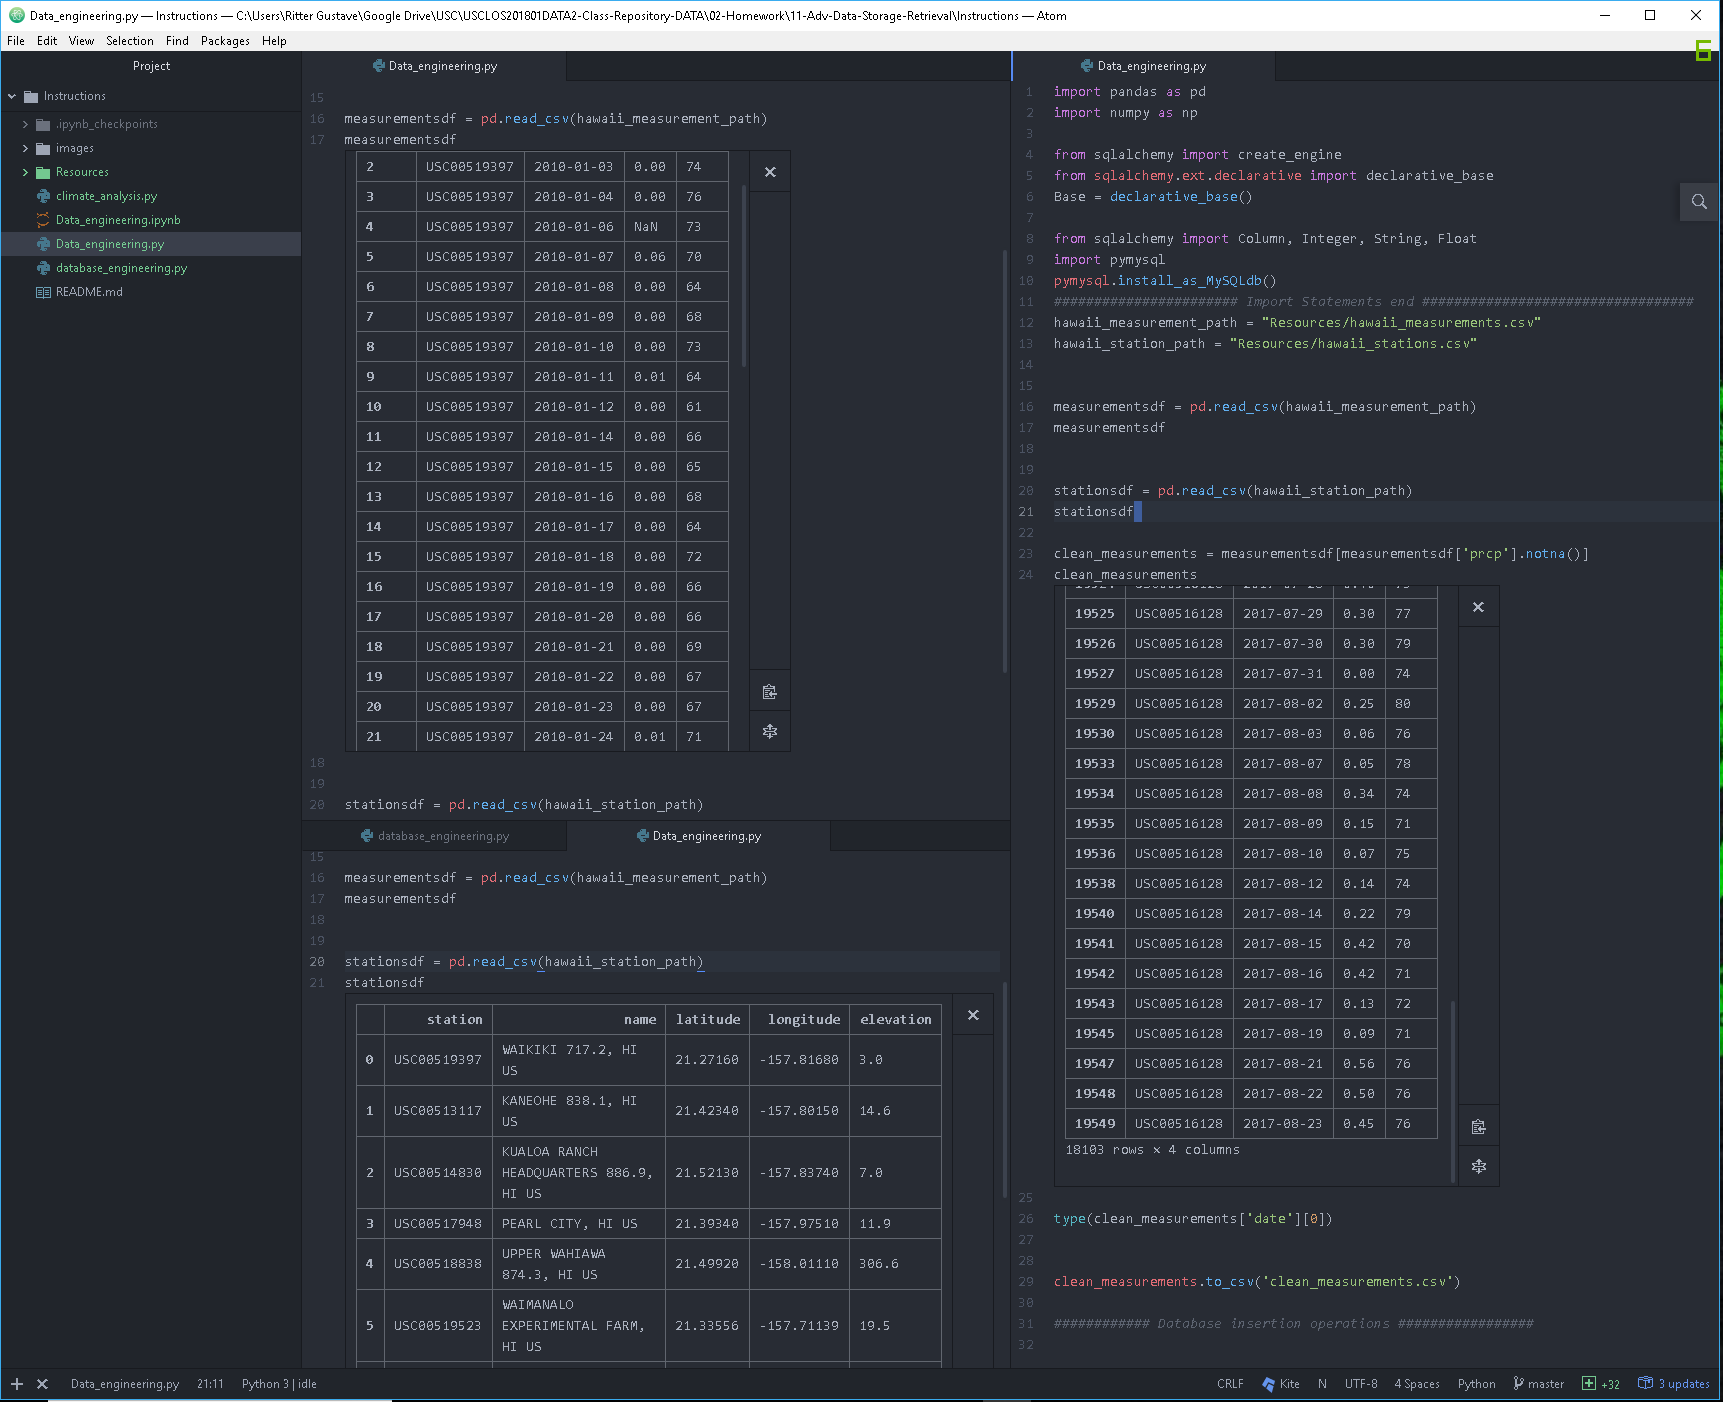 Data_engineering.py — Instructions — C:\Users\Ritter Gustave\Google Drive\USC\USCLOS201801DATA2-Class-Repository-DATA\02-Homework\11-Adv-Data-Storage-Retrieval\Instructions — Atom
File Edit View Selection Find Packages Help
6
Project
Instructions
.ipynb_checkpoints
images
Resources
climate_analysis.py
Data_engineering.ipynb
Data_engineering.py
database_engineering.py
README.md
Data_engineering.py
15
16 measurementsdf = pd.read_csv(hawaii_measurement_path)
17 measurementsdf
2 USC00519397 2010-01-03 0.00 74
3 USC00519397 2010-01-04 0.00 76
4 USC00519397 2010-01-06 NaN 73
5 USC00519397 2010-01-07 0.06 70
6 USC00519397 2010-01-08 0.00 64
7 USC00519397 2010-01-09 0.00 68
8 USC00519397 2010-01-10 0.00 73
9 USC00519397 2010-01-11 0.01 64
10 USC00519397 2010-01-12 0.00 61
11 USC00519397 2010-01-14 0.00 66
12 USC00519397 2010-01-15 0.00 65
13 USC00519397 2010-01-16 0.00 68
14 USC00519397 2010-01-17 0.00 64
15 USC00519397 2010-01-18 0.00 72
16 USC00519397 2010-01-19 0.00 66
17 USC00519397 2010-01-20 0.00 66
18 USC00519397 2010-01-21 0.00 69
19 USC00519397 2010-01-22 0.00 67
20 USC00519397 2010-01-23 0.00 67
21 USC00519397 2010-01-24 0.01 71
18
19
20 stationsdf = pd.read_csv(hawaii_station_path)
database_engineering.py Data_engineering.py
15
16 measurementsdf = pd.read_csv(hawaii_measurement_path)
17 measurementsdf
18
19
20 stationsdf = pd.read_csv(hawaii_station_path)
21 stationsdf
station name latitude longitude elevation
0 USC00519397 WAIKIKI 717.2, HI 21.27160 -157.81680 3.0
US
1 USC00513117 KANEOHE 838.1, HI 21.42340 -157.80150 14.6
US
KUALOA RANCH
2 USC00514830 HEADQUARTERS 886.9, 21.52130 -157.83740 7.0
HI US
3 USC00517948 PEARL CITY, HI US 21.39340 -157.97510 11.9
4 USC00518838 UPPER WAHIAWA 21.49920 -158.01110 306.6
874.3, HI US
WAIMANALO
5 USC00519523 EXPERIMENTAL FARM, 21.33556 -157.71139 19.5
HI US
Data_engineering.py
1 import pandas as pd
2 import numpy as np
3
4 from sqlalchemy import create_engine
5 from sqlalchemy.ext.declarative import declarative_base
6 Base = declarative_base()
7
8 from sqlalchemy import Column, Integer, String, Float
9 import pymysql
10 pymysql.install_as_MySQLdb()
11 ####################### Import Statements end ##################################
12 hawaii_measurement_path = "Resources/hawaii_measurements.csv"
13 hawaii_station_path = "Resources/hawaii_stations.csv"
14
15
16 measurementsdf = pd.read_csv(hawaii_measurement_path)
17 measurementsdf
18
19
20 stationsdf = pd.read_csv(hawaii_station_path)
21 stationsdf
22
23 clean_measurements = measurementsdf[measurementsdf['prcp'].notna()]
24 clean_measurements
19525 USC00516128 2017-07-29 0.30 77
19526 USC00516128 2017-07-30 0.30 79
19527 USC00516128 2017-07-31 0.00 74
19529 USC00516128 2017-08-02 0.25 80
19530 USC00516128 2017-08-03 0.06 76
19533 USC00516128 2017-08-07 0.05 78
19534 USC00516128 2017-08-08 0.34 74
19535 USC00516128 2017-08-09 0.15 71
19536 USC00516128 2017-08-10 0.07 75
19538 USC00516128 2017-08-12 0.14 74
19540 USC00516128 2017-08-14 0.22 79
19541 USC00516128 2017-08-15 0.42 70
19542 USC00516128 2017-08-16 0.42 71
19543 USC00516128 2017-08-17 0.13 72
19545 USC00516128 2017-08-19 0.09 71
19547 USC00516128 2017-08-21 0.56 76
19548 USC00516128 2017-08-22 0.50 76
19549 USC00516128 2017-08-23 0.45 76
18103 rows × 4 columns
25
26 type(clean_measurements['date'][0])
27
28
29 clean_measurements.to_csv('clean_measurements.csv')
30
31 ############ Database insertion operations #################
32
Data_engineering.py 21:11 Python 3 | idle CRLF Kite N UTF-8 4 Spaces Python master +32 3 updates